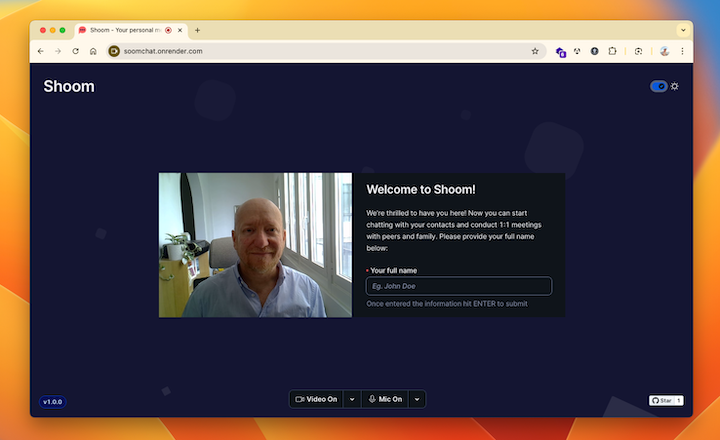 Shoom - Your personal m
soomchat.onrender.com
Shoom
Welcome to Shoom!
We're thrilled to have you here! Now you can start
chatting with your contacts and conduct 1:1 meetings
with peers and family. Please provide your full name
below:
* Your full name
Eg. John Doe
Once entered the information hit ENTER to submit
Video On
Mic On
v1.0.0
Star 1